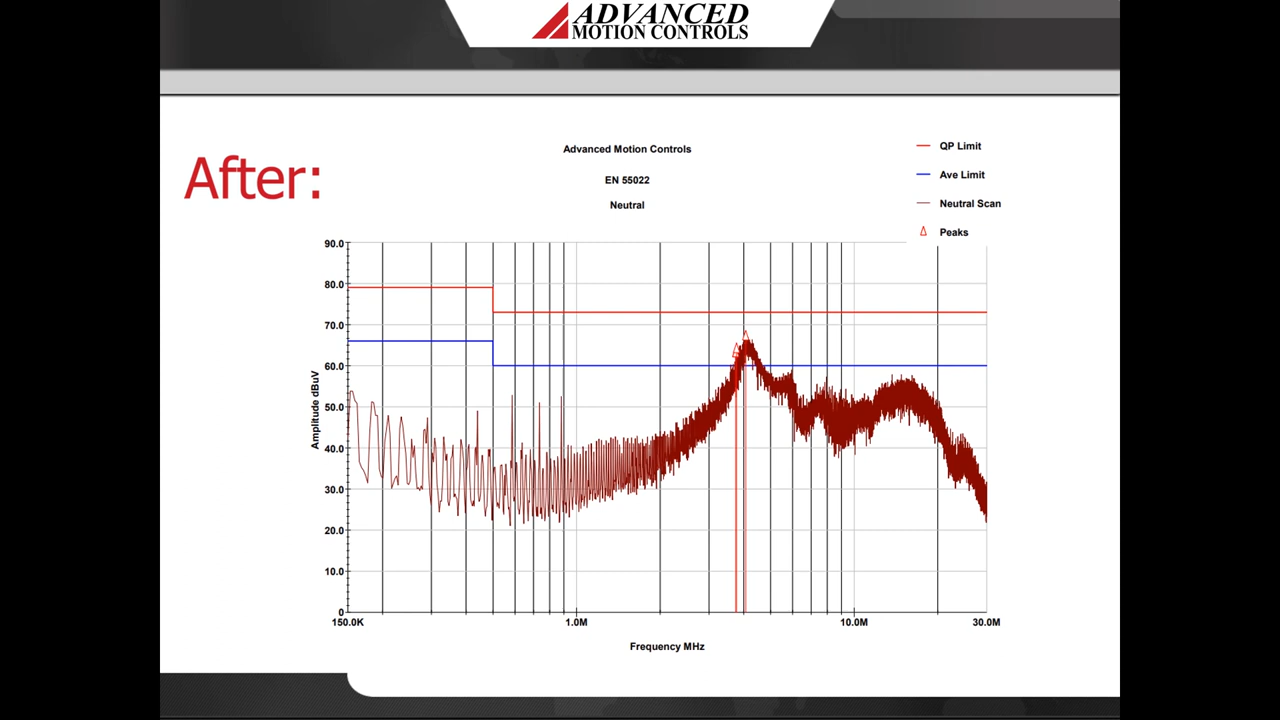 ADVANCED
MOTION CONTROLS
After:
Advanced Motion Controls
EN 55022
Neutral
QP Limit
Ave Limit
Neutral Scan
Peaks
90.0
80.0
70.0
60.0
50.0
40.0
30.0
20.0
10.0
0
Amplitude dBuV
150.0K
1.0M
10.0M
30.0M
Frequency MHz